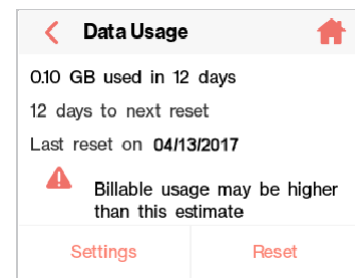 Data Usage
0.10 GB used in 12 days
12 days to next reset
Last reset on 04/13/2017
Billable usage may be higher
than this estimate
Settings Reset